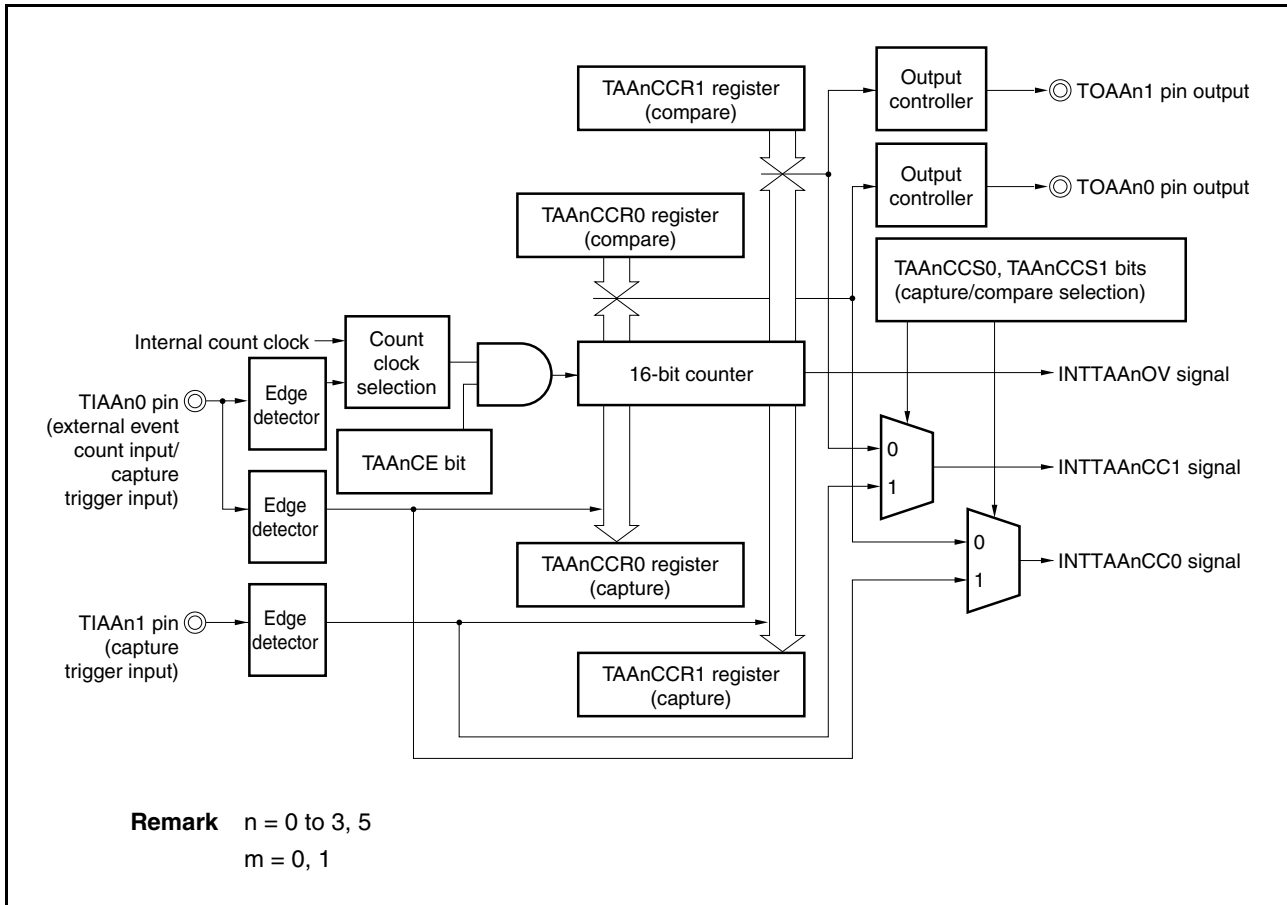 TAAnCCR1 register
(compare)
Output
controller
TOAAn1 pin output
Output
controller
TOAAn0 pin output
TAAnCCR0 register
(compare)
TAAnCCS0, TAAnCCS1 bits
(capture/compare selection)
Internal count clock
Count
clock
selection
16-bit counter
INTTAAnOV signal
TIAAn0 pin
(external event
count input/
capture
trigger input)
Edge
detector
TAAnCE bit
0
1
INTTAAnCC1 signal
Edge
detector
TAAnCCR0 register
(capture)
0
1
INTTAAnCC0 signal
TIAAn1 pin
(capture
trigger input)
Edge
detector
TAAnCCR1 register
(capture)
Remark n = 0 to 3, 5
m = 0, 1